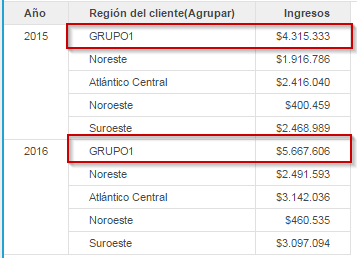 Año Región del cliente(Agrupar) Ingresos
2015 GRUPO1 $4.315.333
Noreste $1.916.786
Atlántico Central $2.416.040
Noroeste $400.459
Suroeste $2.468.989
2016 GRUPO1 $5.667.606
Noreste $2.491.593
Atlántico Central $3.142.036
Noroeste $460.535
Suroeste $3.097.094